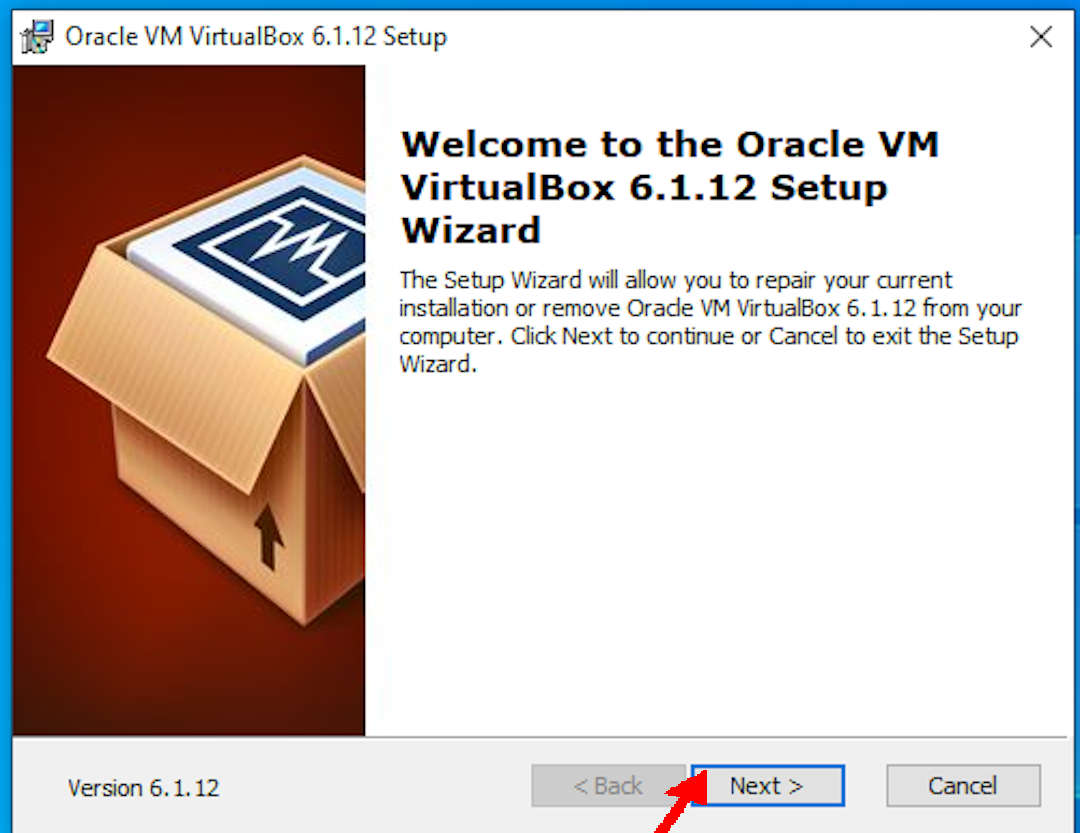 Oracle VM VirtualBox 6.1.12 Setup
Welcome to the Oracle VM
VirtualBox 6.1.12 Setup
Wizard
The Setup Wizard will allow you to repair your current
installation or remove Oracle VM VirtualBox 6.1.12 from your
computer. Click Next to continue or Cancel to exit the Setup
Wizard.
Version 6.1.12
< Back
Next >
Cancel